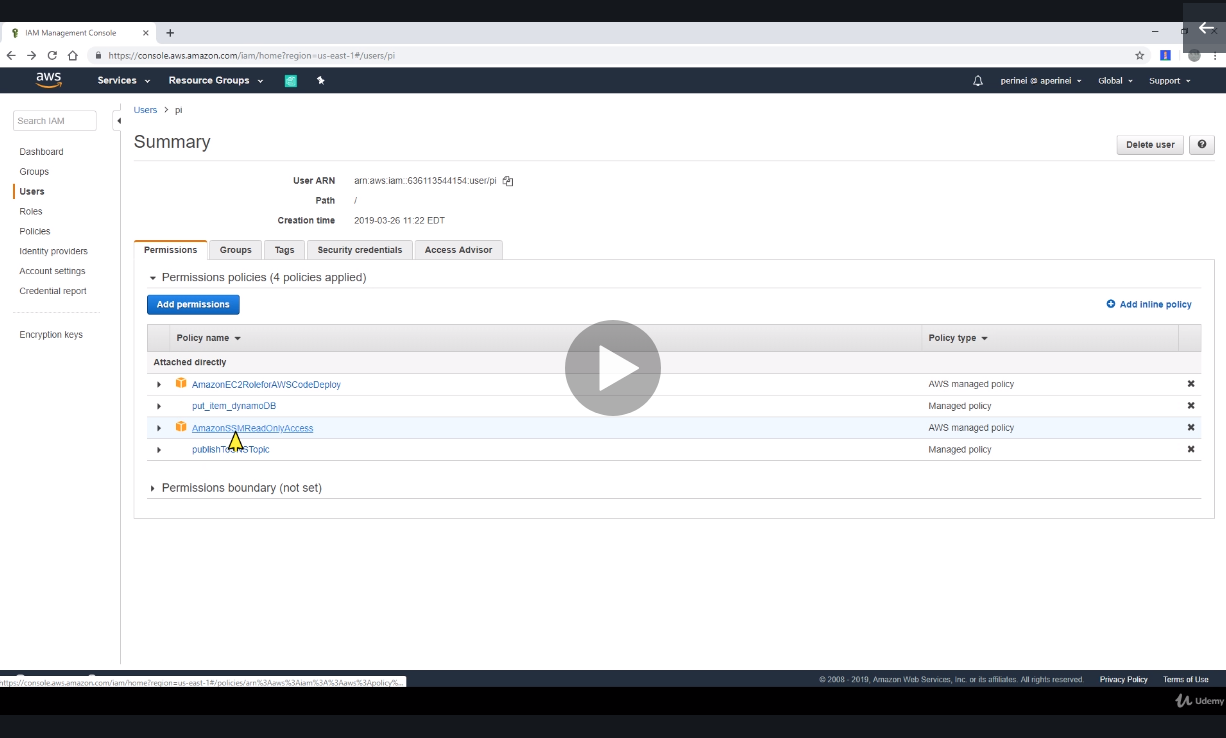 IAM Management Console
https://console.aws.amazon.com/iam/home?region=us-east-1#/users/pi
aws Services Resource Groups perinei @ aperinei Global Support
Search IAM
Dashboard
Groups
Users
Roles
Policies
Identity providers
Account settings
Credential report
Encryption keys
Users > pi
Summary
Delete user
User ARN arn:aws:iam::636113544154:user/pi
Path /
Creation time 2019-03-26 11:22 EDT
Permissions Groups Tags Security credentials Access Advisor
Permissions policies (4 policies applied)
Add permissions Add inline policy
Policy name Policy type
Attached directly
AmazonEC2RoleforAWSCodeDeploy AWS managed policy
put_item_dynamoDB Managed policy
AmazonSSMReadOnlyAccess AWS managed policy
publishToSNSTopic Managed policy
Permissions boundary (not set)
https://console.aws.amazon.com/iam/home?region=us-east-1#/policies/arn%3Aaws%3Aiam%3A%3Aaws%3Apolicy%...
© 2008 - 2019, Amazon Web Services, Inc. or its affiliates. All rights reserved. Privacy Policy Terms of Use
Udemy